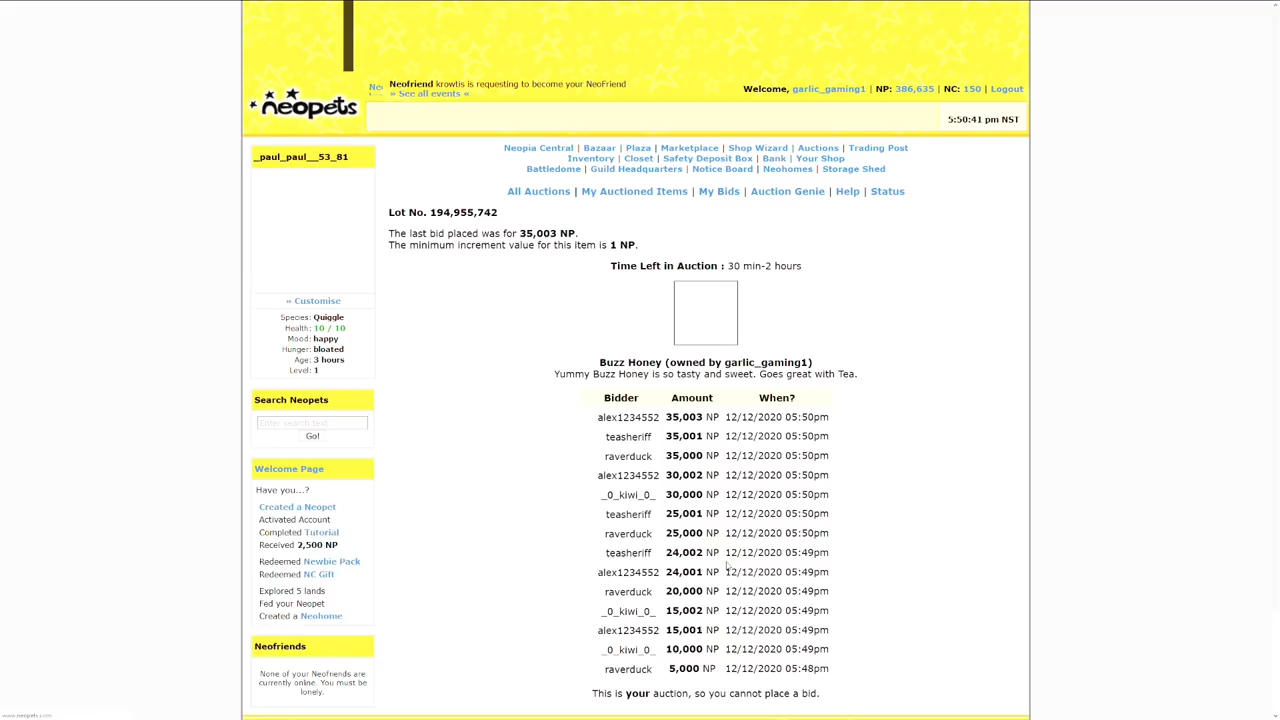 Neofriend krowtis is requesting to become your NeoFriend
» See all events «
Welcome, garlic_gaming1 | NP: 386,635 | NC: 150 | Logout
neopets
5:50:41 pm NST
_paul_paul__53_81
» Customise
Species: Quiggle
Health: 10 / 10
Mood: happy
Hunger: bloated
Age: 3 hours
Level: 1
Search Neopets
Enter search text
Go!
Welcome Page
Have you...?
Created a Neopet
Activated Account
Completed Tutorial
Received 2,500 NP
Redeemed Newbie Pack
Redeemed NC Gift
Explored 5 lands
Fed your Neopet
Created a Neohome
Neofriends
None of your Neofriends are
currently online. You must be
lonely.
Neopia Central | Bazaar | Plaza | Marketplace | Shop Wizard | Auctions | Trading Post
Inventory | Closet | Safety Deposit Box | Bank | Your Shop
Battledome | Guild Headquarters | Notice Board | Neohomes | Storage Shed
All Auctions | My Auctioned Items | My Bids | Auction Genie | Help | Status
Lot No. 194,955,742
The last bid placed was for 35,003 NP.
The minimum increment value for this item is 1 NP.
Time Left in Auction : 30 min-2 hours
Buzz Honey (owned by garlic_gaming1)
Yummy Buzz Honey is so tasty and sweet. Goes great with Tea.
Bidder Amount When?
alex1234552 35,003 NP 12/12/2020 05:50pm
teasheriff 35,001 NP 12/12/2020 05:50pm
raverduck 35,000 NP 12/12/2020 05:50pm
alex1234552 30,002 NP 12/12/2020 05:50pm
_0_kiwi_0_ 30,000 NP 12/12/2020 05:50pm
teasheriff 25,001 NP 12/12/2020 05:50pm
raverduck 25,000 NP 12/12/2020 05:50pm
teasheriff 24,002 NP 12/12/2020 05:49pm
alex1234552 24,001 NP 12/12/2020 05:49pm
raverduck 20,000 NP 12/12/2020 05:49pm
_0_kiwi_0_ 15,002 NP 12/12/2020 05:49pm
alex1234552 15,001 NP 12/12/2020 05:49pm
_0_kiwi_0_ 10,000 NP 12/12/2020 05:49pm
raverduck 5,000 NP 12/12/2020 05:48pm
This is your auction, so you cannot place a bid.
www.neopets.com